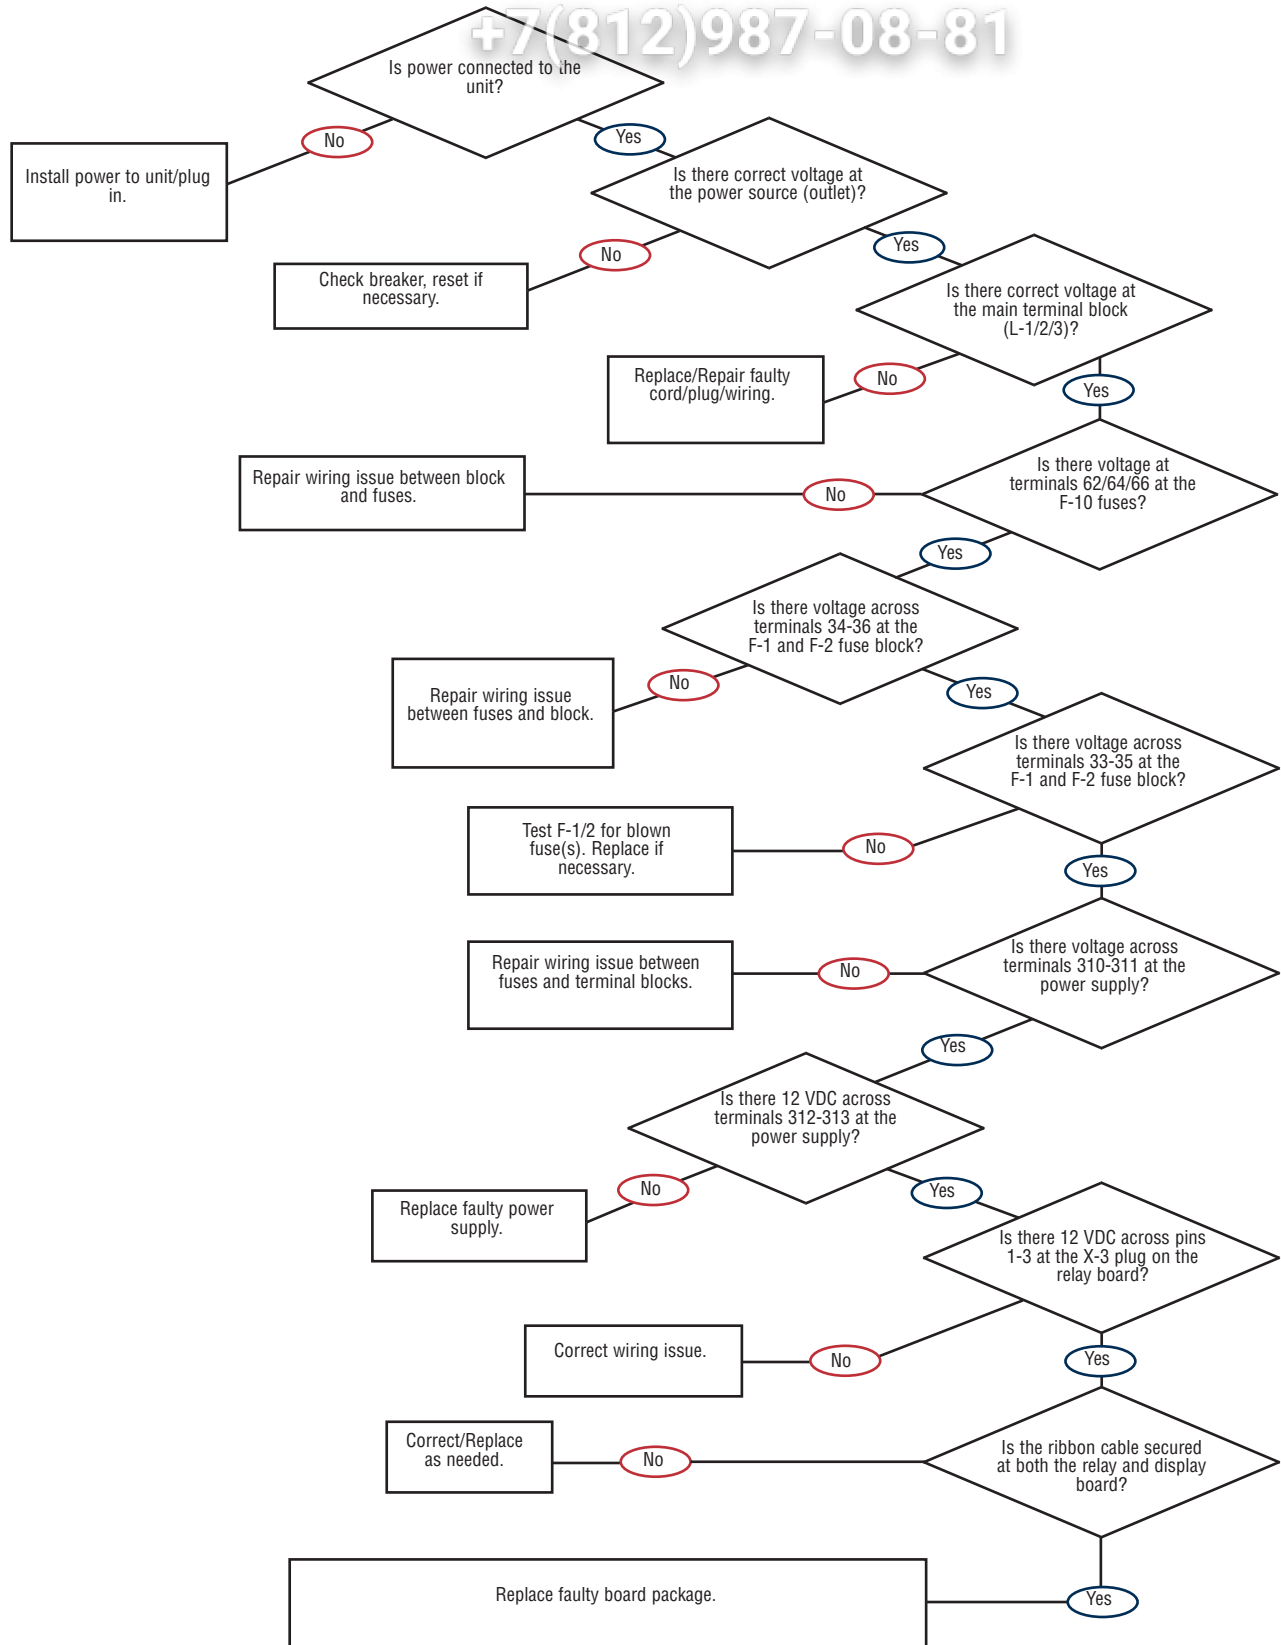 +7(812)987-08-81
Is power connected to the
unit?
No
Yes
Install power to unit/plug
in.
Is there correct voltage at
the power source (outlet)?
No
Yes
Check breaker, reset if
necessary.
Is there correct voltage at
the main terminal block
(L-1/2/3)?
No
Yes
Replace/Repair faulty
cord/plug/wiring.
Is there voltage at
terminals 62/64/66 at the
F-10 fuses?
No
Repair wiring issue between block
and fuses.
Yes
Is there voltage across
terminals 34-36 at the
F-1 and F-2 fuse block?
No
Yes
Repair wiring issue
between fuses and block.
Is there voltage across
terminals 33-35 at the
F-1 and F-2 fuse block?
No
Test F-1/2 for blown
fuse(s). Replace if
necessary.
Yes
Is there voltage across
terminals 310-311 at the
power supply?
No
Repair wiring issue between
fuses and terminal blocks.
Yes
Is there 12 VDC across
terminals 312-313 at the
power supply?
No
Yes
Replace faulty power
supply.
Is there 12 VDC across pins
1-3 at the X-3 plug on the
relay board?
No
Correct wiring issue.
Yes
Is the ribbon cable secured
at both the relay and display
board?
No
Correct/Replace
as needed.
Yes
Replace faulty board package.